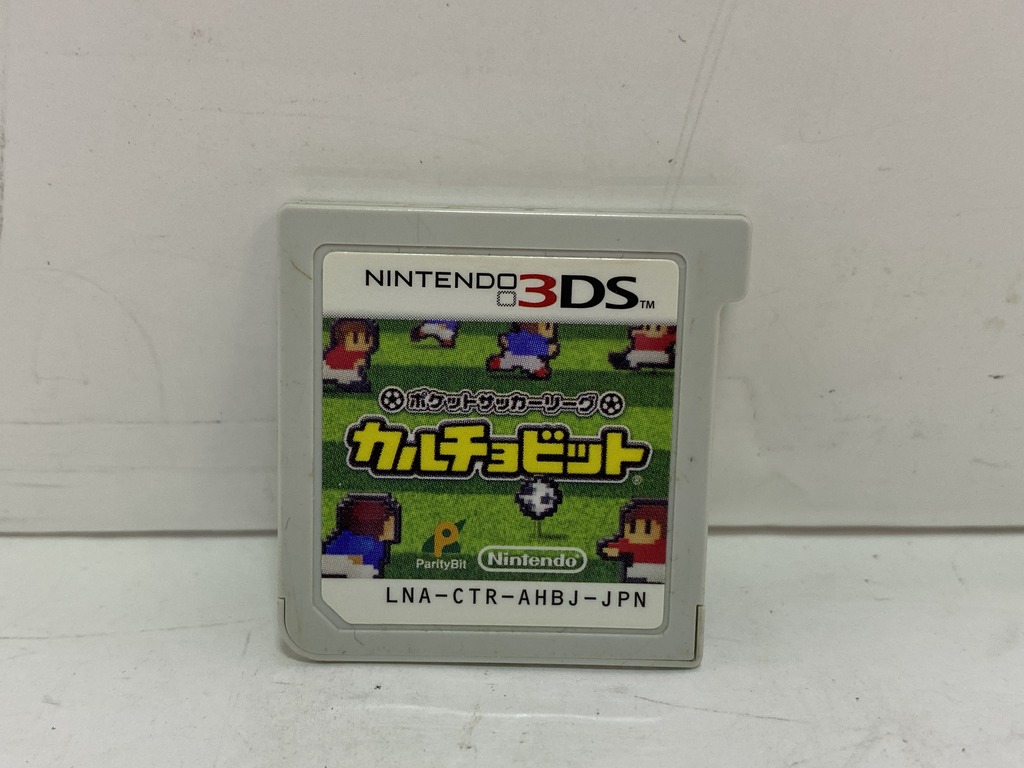 NINTENDO 3DS™
ポケットサッカーリーグ
カルチョビット®
ParityBit
Nintendo
LNA-CTR-AHBJ-JPN